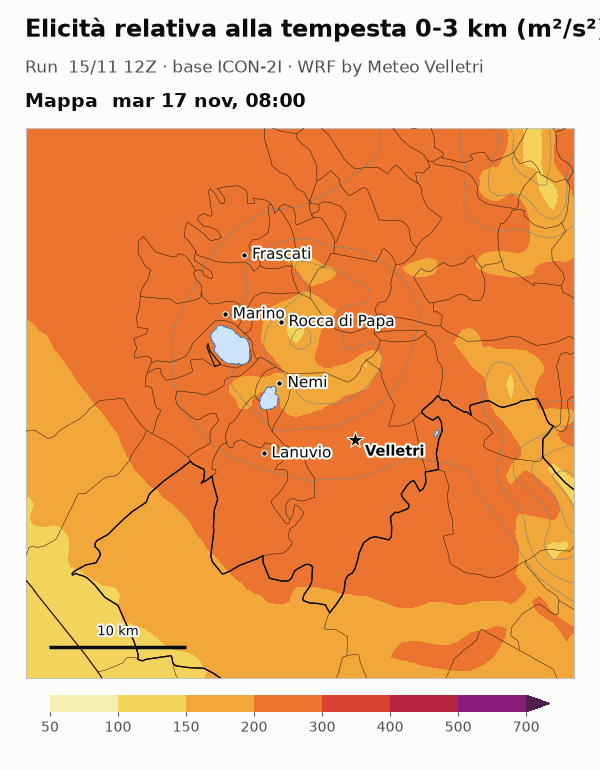 Elicità relativa alla tempesta 0-3 km (m²/s²)
Run 15/11 12Z · base ICON-2I · WRF by Meteo Velletri
Mappa mar 17 nov, 08:00
Frascati
Marino
Rocca di Papa
Nemi
Velletri
Lanuvio
10 km
50 100 150 200 300 400 500 700